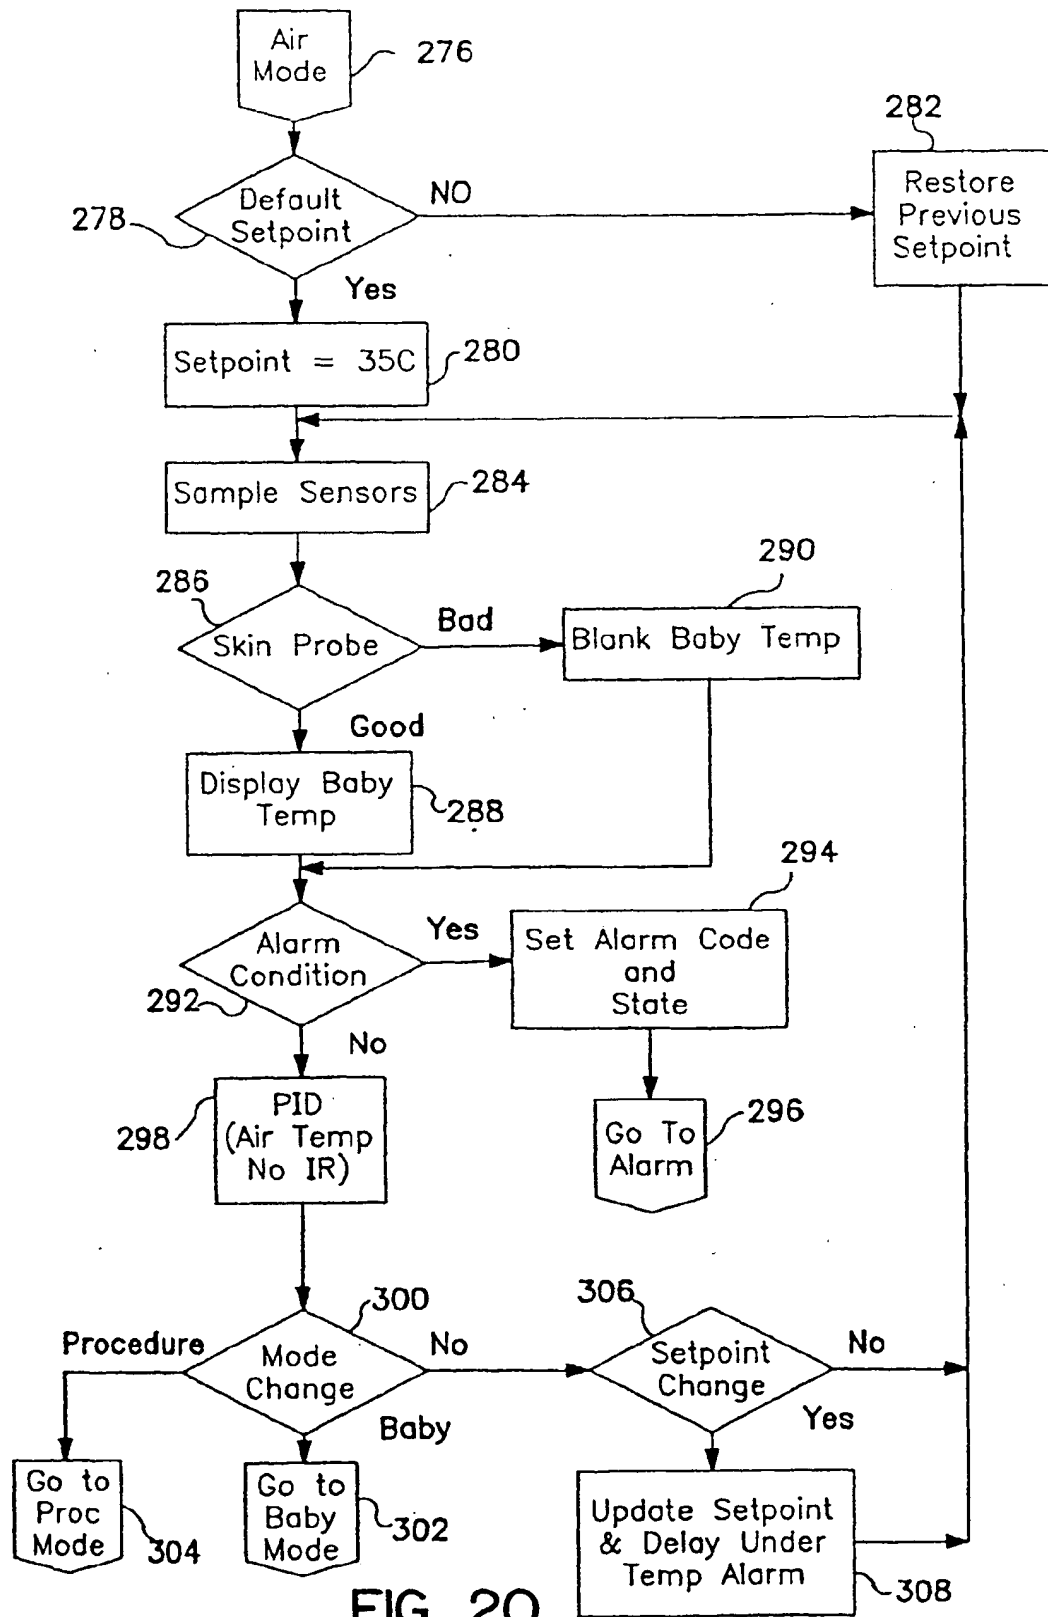 Air
Mode
276
282
Default
Setpoint
278
NO
Restore
Previous
Setpoint
Yes
Setpoint = 35C
280
Sample Sensors
284
286
Skin Probe
Bad
290
Blank Baby Temp
Good
Display Baby
Temp
288
294
Alarm
Condition
292
Yes
Set Alarm Code
and
State
No
298
PID
(Air Temp
No IR)
Go To
Alarm
296
300
306
Procedure
Mode
Change
No
Setpoint
Change
No
Baby
Yes
Go to
Proc
Mode
304
Go to
Baby
Mode
302
Update Setpoint
& Delay Under
Temp Alarm
308
FIG. 20